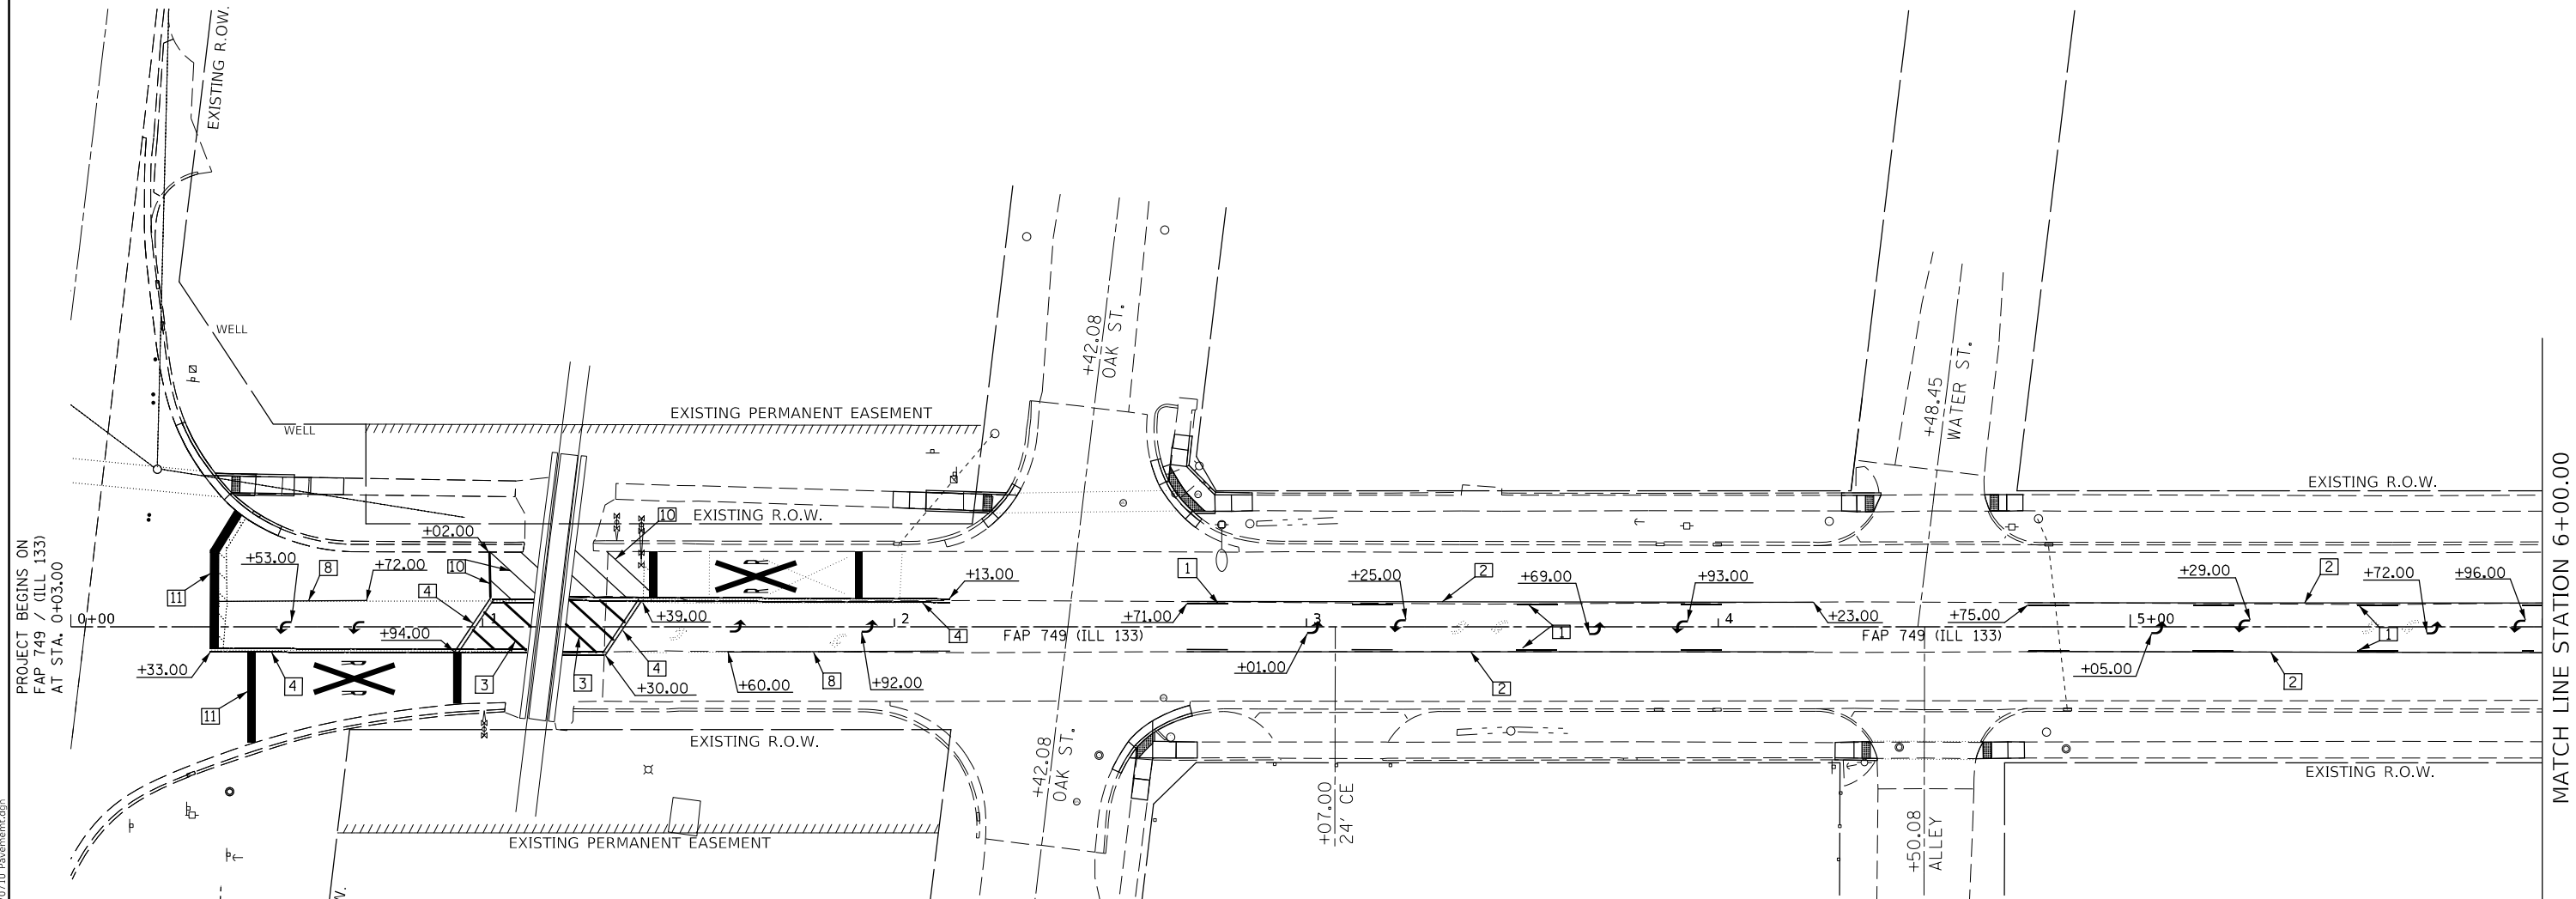 PROJECT BEGINS ON
FAP 749 / (ILL 133)
AT STA. 0+03.00
EXISTING R.O.W.
WELL
WELL
EXISTING PERMANENT EASEMENT
EXISTING R.O.W.
+42.08
OAK ST.
+48.45
WATER ST.
EXISTING R.O.W.
MATCH LINE STATION 6+00.00
+02.00
10
+53.00
8
+72.00
10
4
11
+13.00
1
+25.00
2
+69.00
+93.00
+29.00
2
+72.00
+96.00
0+00
1
+39.00
2
4
+71.00
3
1
4
+23.00
+75.00
5+00
1
+94.00
FAP 749 (ILL 133)
FAP 749 (ILL 133)
1
+33.00
4
3
3
4
+30.00
+60.00
8
+92.00
+01.00
2
+05.00
2
11
R
R
R
R
EXISTING R.O.W.
EXISTING PERMANENT EASEMENT
+42.08
OAK ST.
+07.00
24' CE
+50.08
ALLEY
EXISTING R.O.W.
W.